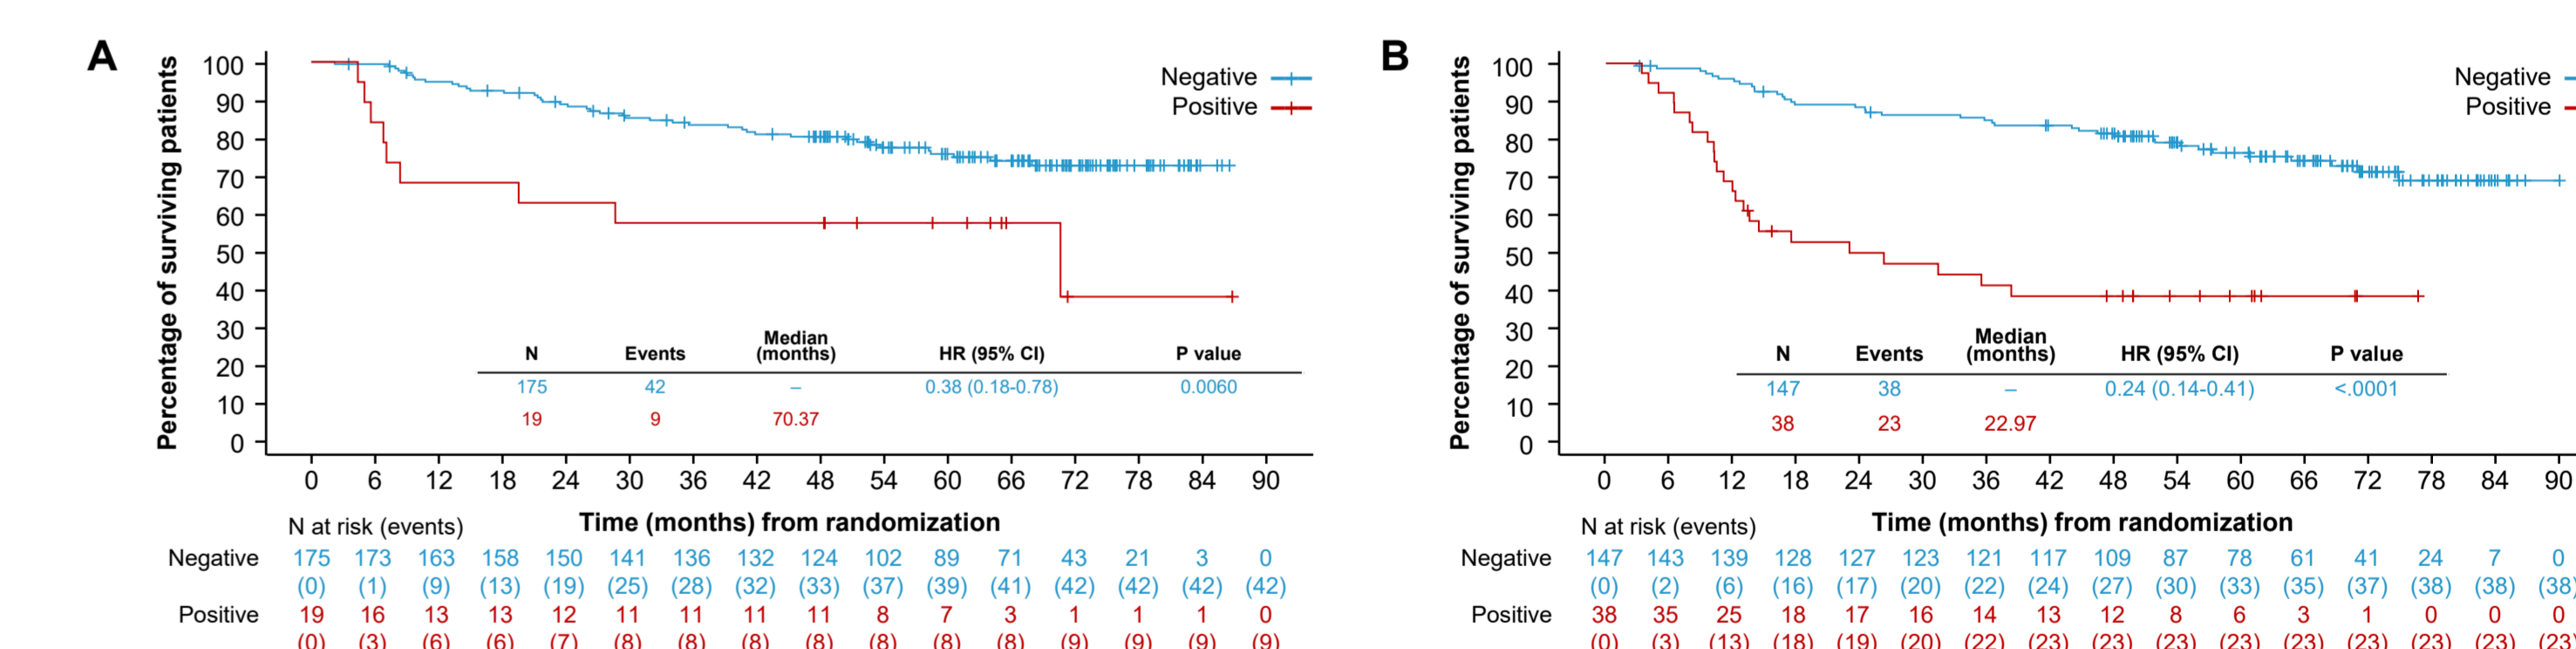 A
Percentage of surviving patients
100
90
80
70
60
50
40
30
20
10
0
Negative
Positive
N Events Median (months) HR (95% CI) P value
175 42 – 0.38 (0.18-0.78) 0.0060
19 9 70.37
0 6 12 18 24 30 36 42 48 54 60 66 72 78 84 90
N at risk (events) Time (months) from randomization
Negative 175 173 163 158 150 141 136 132 124 102 89 71 43 21 3 0
(0) (1) (9) (13) (19) (25) (28) (32) (33) (37) (39) (41) (42) (42) (42) (42)
Positive 19 16 13 13 12 11 11 11 11 8 7 3 1 1 1 0
(0) (3) (6) (6) (7) (8) (8) (8) (8) (8) (8) (8) (9) (9) (9) (9)
B
Percentage of surviving patients
100
90
80
70
60
50
40
30
20
10
0
Negative
Positive
N Events Median (months) HR (95% CI) P value
147 38 – 0.24 (0.14-0.41) <.0001
38 23 22.97
0 6 12 18 24 30 36 42 48 54 60 66 72 78 84 90
N at risk (events) Time (months) from randomization
Negative 147 143 139 128 127 123 121 117 109 87 78 61 41 24 7 0
(0) (2) (6) (16) (17) (20) (22) (24) (27) (30) (33) (35) (37) (38) (38) (38)
Positive 38 35 25 18 17 16 14 13 12 8 6 3 1 0 0 0
(0) (3) (13) (18) (19) (20) (22) (23) (23) (23) (23) (23) (23) (23) (23) (23)